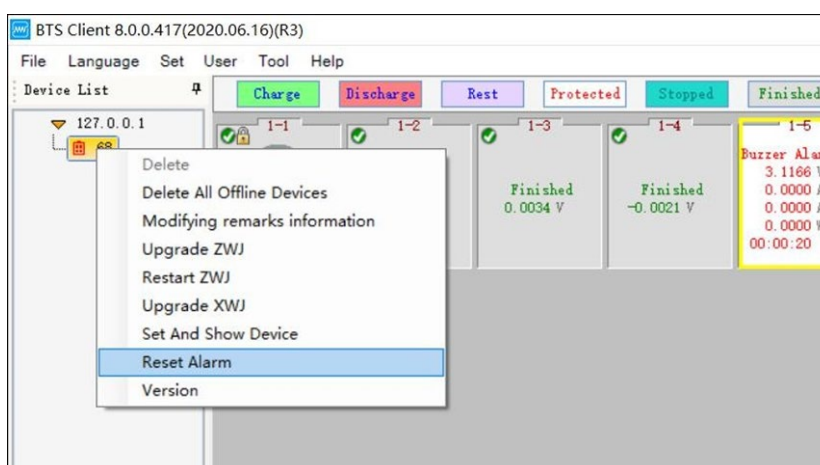 BTS Client 8.0.0.417(2020.06.16)(R3)
File Language Set User Tool Help
Device List
Charge Discharge Rest Protected Stopped Finished
127.0.0.1
68
1-1 1-2 1-3 1-4 1-5
Finished
0.0034 V
Finished
-0.0021 V
Buzzer Ala
3.1166 V
0.0000 A
0.0000 A
0.0000 W
00:00:20
Delete
Delete All Offline Devices
Modifying remarks information
Upgrade ZWJ
Restart ZWJ
Upgrade XWJ
Set And Show Device
Reset Alarm
Version